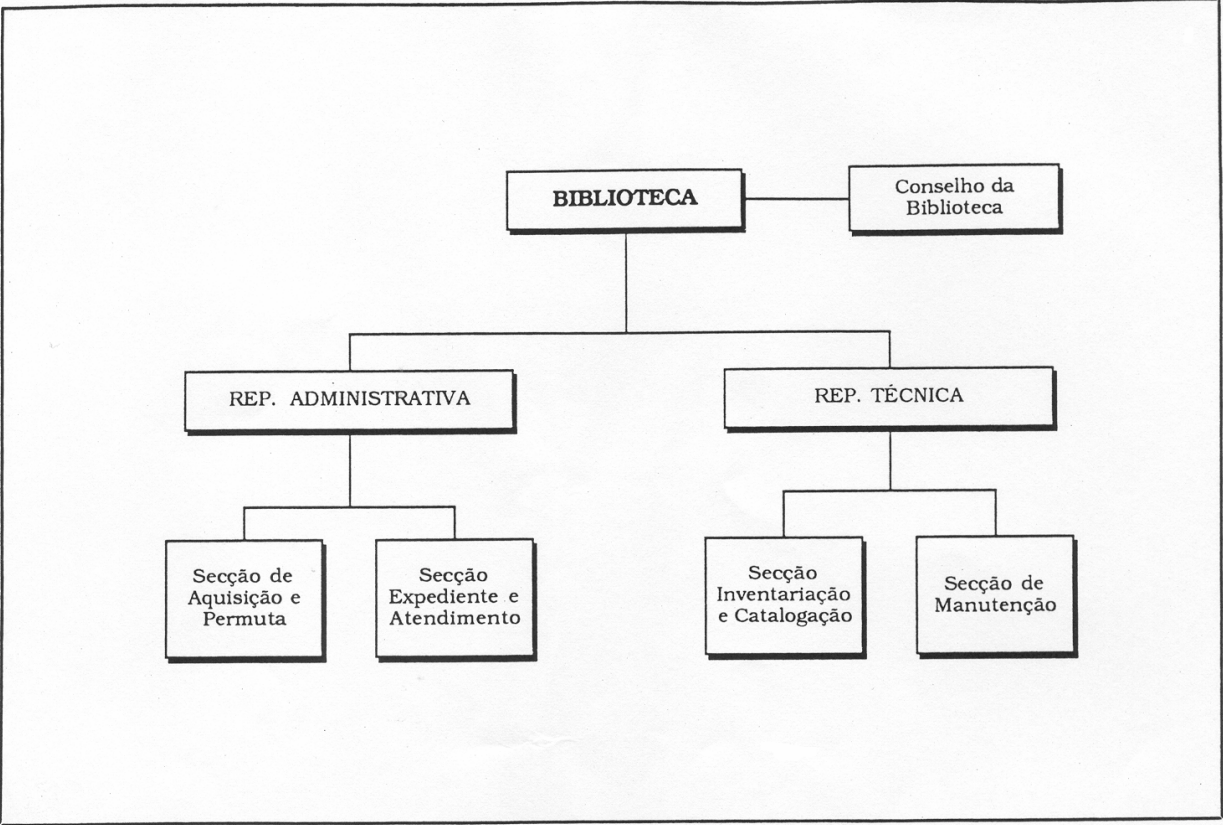 BIBLIOTECA
Conselho da
Biblioteca
REP. ADMINISTRATIVA
REP. TÉCNICA
Secção de
Aquisição e
Permuta
Secção
Expediente e
Atendimento
Secção
Inventariação
e Catalogação
Secção de
Manutenção